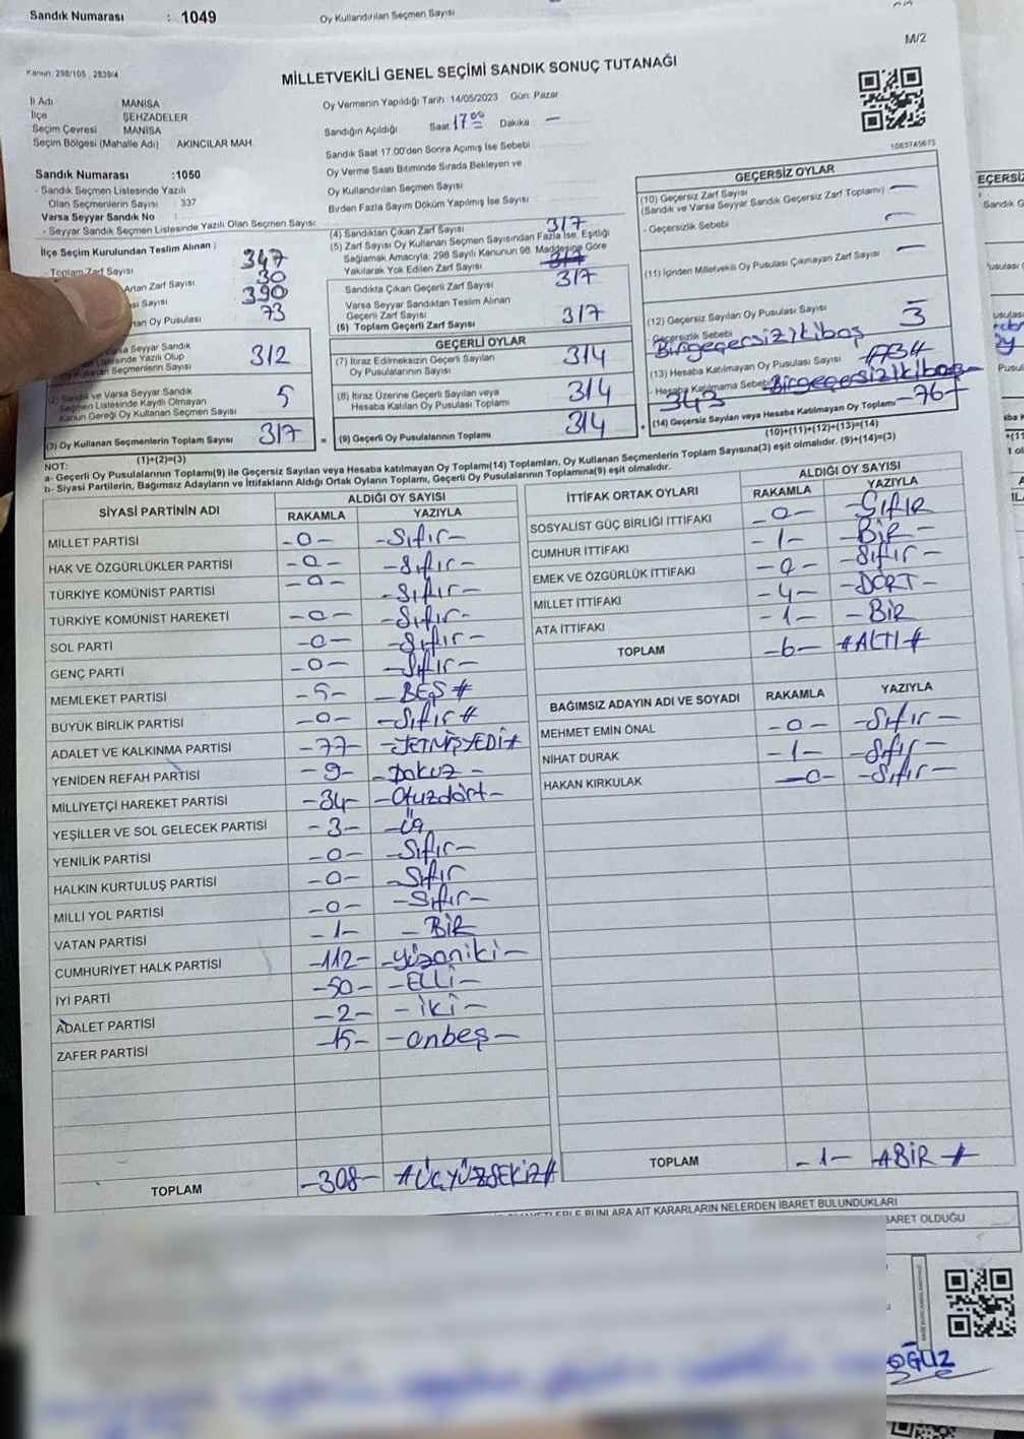 Sandık Numarası : 1049 Oy Kullandırılan Seçmen Sayısı
M/2
Kanun: 298/105 2839/4
MİLLETVEKİLİ GENEL SEÇİMİ SANDIK SONUÇ TUTANAĞI
İl Adı MANİSA
İlçe ŞEHZADELER
Seçim Çevresi MANİSA
Seçim Bölgesi (Mahalle Adı) AKINCILAR MAH
Oy Vermenin Yapıldığı Tarih 14/05/2023 Gün: Pazar
Sandığın Açıldığı Saat 17 00 Dakika —
Sandık Saat 17.00'den Sonra Açımış İse Sebebi
Oy Verme Saati Bitiminde Sırada Bekleyen ve
Oy Kullandırılan Seçmen Sayısı
Birden Fazla Sayım Döküm Yapılmış İse Sayısı
1063745675
Sandık Numarası :1050
- Sandık Seçmen Listesinde Yazılı
Olan Seçmenlerin Sayısı 337
Varsa Seyyar Sandık No :
- Seyyar Sandık Seçmen Listesinde Yazılı Olan Seçmen Sayısı:
İlçe Seçim Kurulundan Teslim Alınan ;
- Toplam Zarf Sayısı 347
Artan Zarf Sayısı 30
Sayısı 390
Oy Pusulası 73
Varsa Seyyar Sandık
Listesinde Yazılı Olup
Kullanan Seçmenlerin Sayısı 312
(2) Sandık ve Varsa Seyyar Sandık
Seçmen Listesinde Kayıtlı Olmayan
Kanun Gereği Oy Kullanan Seçmen Sayısı 5
(3) Oy Kullanan Seçmenlerin Toplam Sayısı 317
(1)+(2)=(3)
(4) Sandıktan Çıkan Zarf Sayısı 317
(5) Zarf Sayısı Oy Kullanan Seçmen Sayısından Fazla İse, Eşitliği
Sağlamak Amacıyla; 298 Sayılı Kanunun 98. Maddesine Göre
Yakılarak Yok Edilen Zarf Sayısı
Sandıkta Çıkan Geçerli Zarf Sayısı 317
Varsa Seyyar Sandıktan Teslim Alınan
Geçerli Zarf Sayısı
(6) Toplam Geçerli Zarf Sayısı 317
GEÇERLİ OYLAR
(7) İtiraz Edilmeksizin Geçerli Sayılan
Oy Pusulalarının Sayısı 314
(8) İtiraz Üzerine Geçerli Sayılan veya
Hesaba Katılan Oy Pusulası Toplamı 314
= (9) Geçerli Oy Pusulalarının Toplamı 314
GEÇERSİZ OYLAR
(10) Geçersiz Zarf Sayısı —
(Sandık ve Varsa Seyyar Sandık Geçersiz Zarf Toplamı)
- Geçersizlik Sebebi —
(11) İçinden Milletvekili Oy Pusulası Çıkmayan Zarf Sayısı —
(12) Geçersiz Sayılan Oy Pusulası Sayısı 3
- Geçersizlik Sebebi Birgeçersiz2kiboş
(13) Hesaba Katılmayan Oy Pusulası Sayısı
- Hesaba Katılmama Sebebi
343
+ (14) Geçersiz Sayılan veya Hesaba Katılmayan Oy Toplamı -76-
(10)+(11)+(12)+(13)=(14)
NOT:
a- Geçerli Oy Pusulalarının Toplamı(9) ile Geçersiz Sayılan veya Hesaba katılmayan Oy Toplamı(14) Toplamları, Oy Kullanan Seçmenlerin Toplam Sayısına(3) eşit olmalıdır. (9)+(14)=(3)
b- Siyasi Partilerin, Bağımsız Adayların ve İttifakların Aldığı Ortak Oyların Toplamı, Geçerli Oy Pusulalarının Toplamına(9) eşit olmalıdır.
SİYASİ PARTİNİN ADI ALDIĞI OY SAYISI
RAKAMLA YAZIYLA
MİLLET PARTİSİ -0- -Sıfır-
HAK VE ÖZGÜRLÜKLER PARTİSİ -0- -Sıfır-
TÜRKİYE KOMÜNİST PARTİSİ -0- -Sıfır-
TÜRKİYE KOMÜNİST HAREKETİ -0- -Sıfır-
SOL PARTİ -0- -Sıfır-
GENÇ PARTİ -0- -Sıfır-
MEMLEKET PARTİSİ -5- -BEŞ#
BÜYÜK BİRLİK PARTİSİ -0- -Sıfır#
ADALET VE KALKINMA PARTİSİ -77- -YETMİŞYEDİ#
YENİDEN REFAH PARTİSİ -9- -Dokuz-
MİLLİYETÇİ HAREKET PARTİSİ -34- -Otuzdört-
YEŞİLLER VE SOL GELECEK PARTİSİ -3- -Üç
YENİLİK PARTİSİ -0- -Sıfır-
HALKIN KURTULUŞ PARTİSİ -0- -Sıfır
MİLLİ YOL PARTİSİ -0- -Sıfır-
VATAN PARTİSİ -1- -BİR
CUMHURİYET HALK PARTİSİ -112- -yüzoniki-
İYİ PARTİ -50- -ELLİ-
ADALET PARTİSİ -2- -iki-
ZAFER PARTİSİ -15- -onbeş-
TOPLAM -308- #ÜÇYÜZSEKİZ#
İTTİFAK ORTAK OYLARI ALDIĞI OY SAYISI
RAKAMLA YAZIYLA
SOSYALİST GÜÇ BİRLİĞİ İTTİFAKI -0- -SIFIR
CUMHUR İTTİFAKI -1- -BİR-
EMEK VE ÖZGÜRLÜK İTTİFAKI -0- -Sıfır-
MİLLET İTTİFAKI -4- -DÖRT-
ATA İTTİFAKI -1- -BİR
TOPLAM -6- #ALTI#
BAĞIMSIZ ADAYIN ADI VE SOYADI RAKAMLA YAZIYLA
MEHMET EMİN ÖNAL -0- -Sıfır-
NİHAT DURAK -1- -Sıfır-
HAKAN KIRKULAK -0- -Sıfır-
TOPLAM -1- #BİR#
BUNLARA AİT KARARLARIN NELERDEN İBARET BULUNDUKLARI
İBARET OLDUĞU
OĞUZ